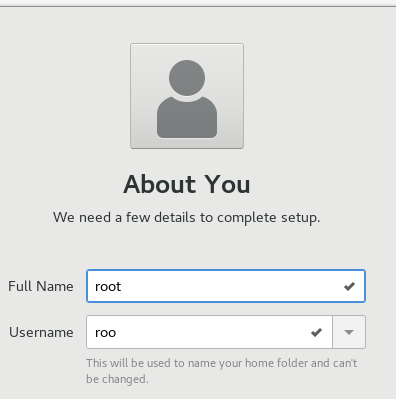 About You
We need a few details to complete setup.
Full Name root
Username roo
This will be used to name your home folder and can't
be changed.